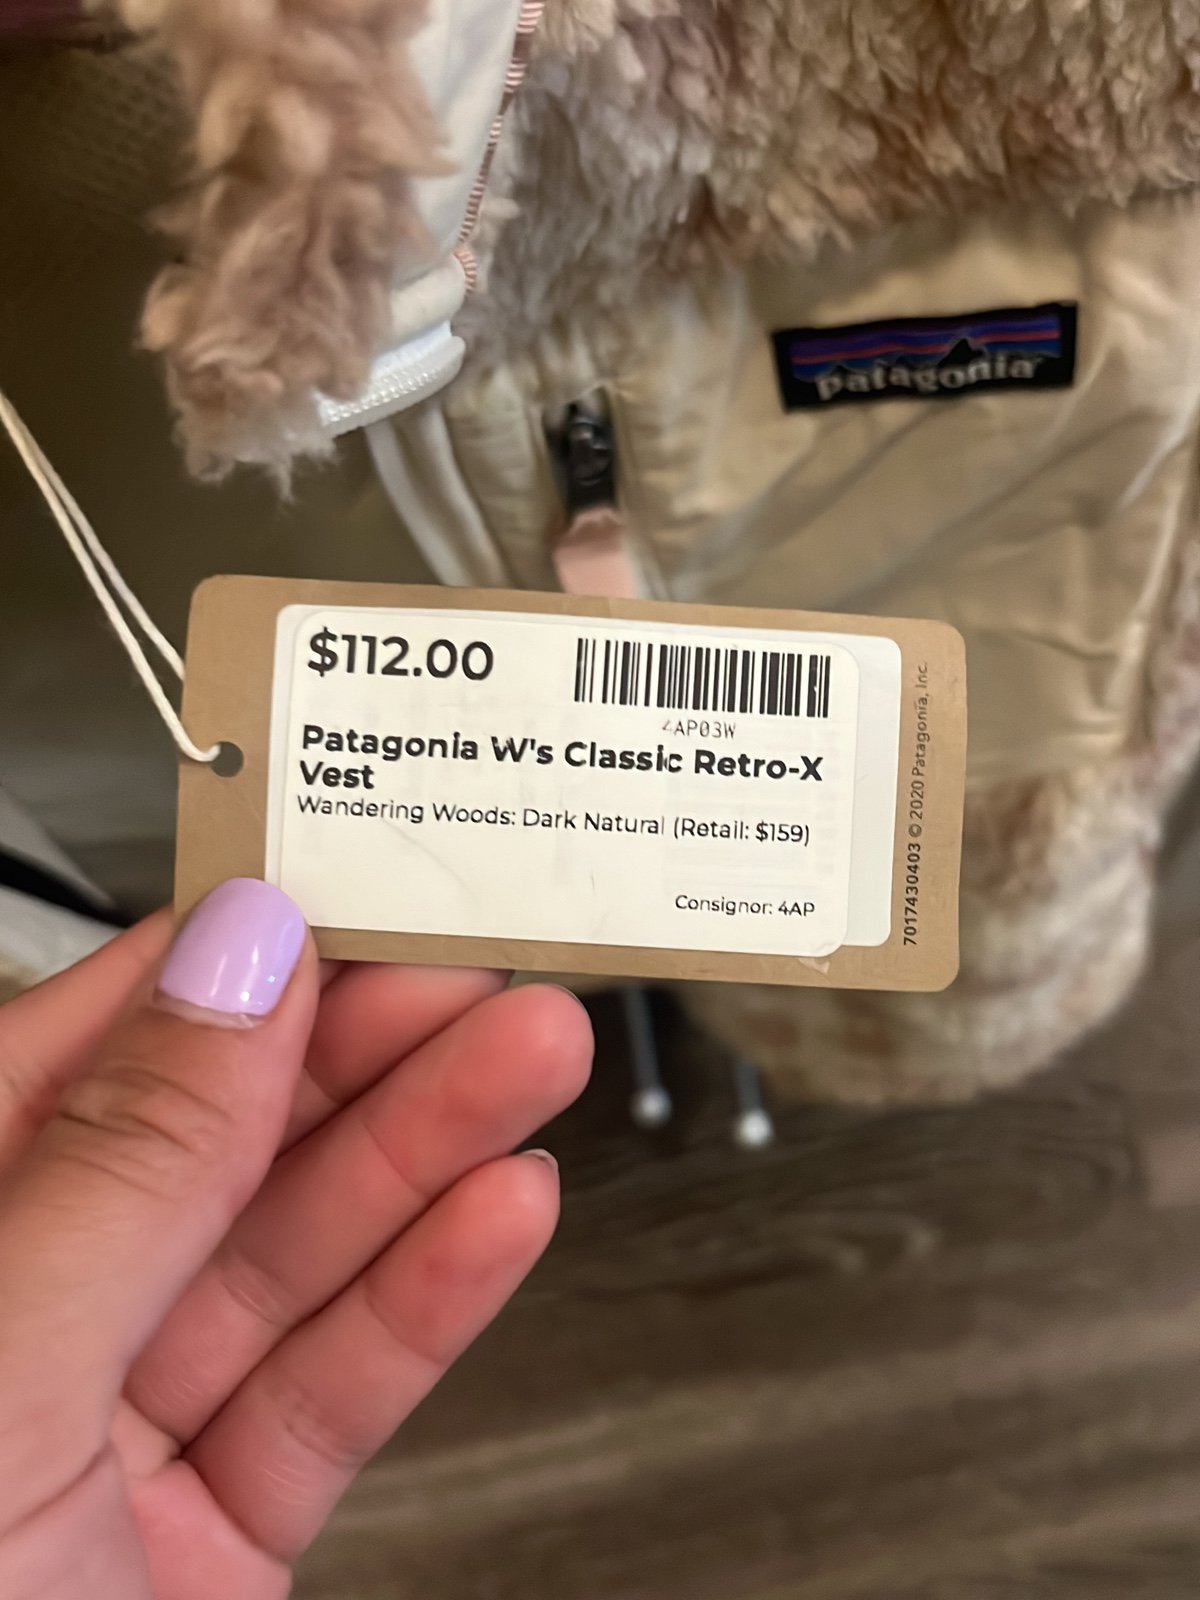 patagonia
$112.00
4AP03W
Patagonia W's Classic Retro-X
Vest
Wandering Woods: Dark Natural (Retail: $159)
Consignor: 4AP
7017430403 © 2020 Patagonia, Inc.